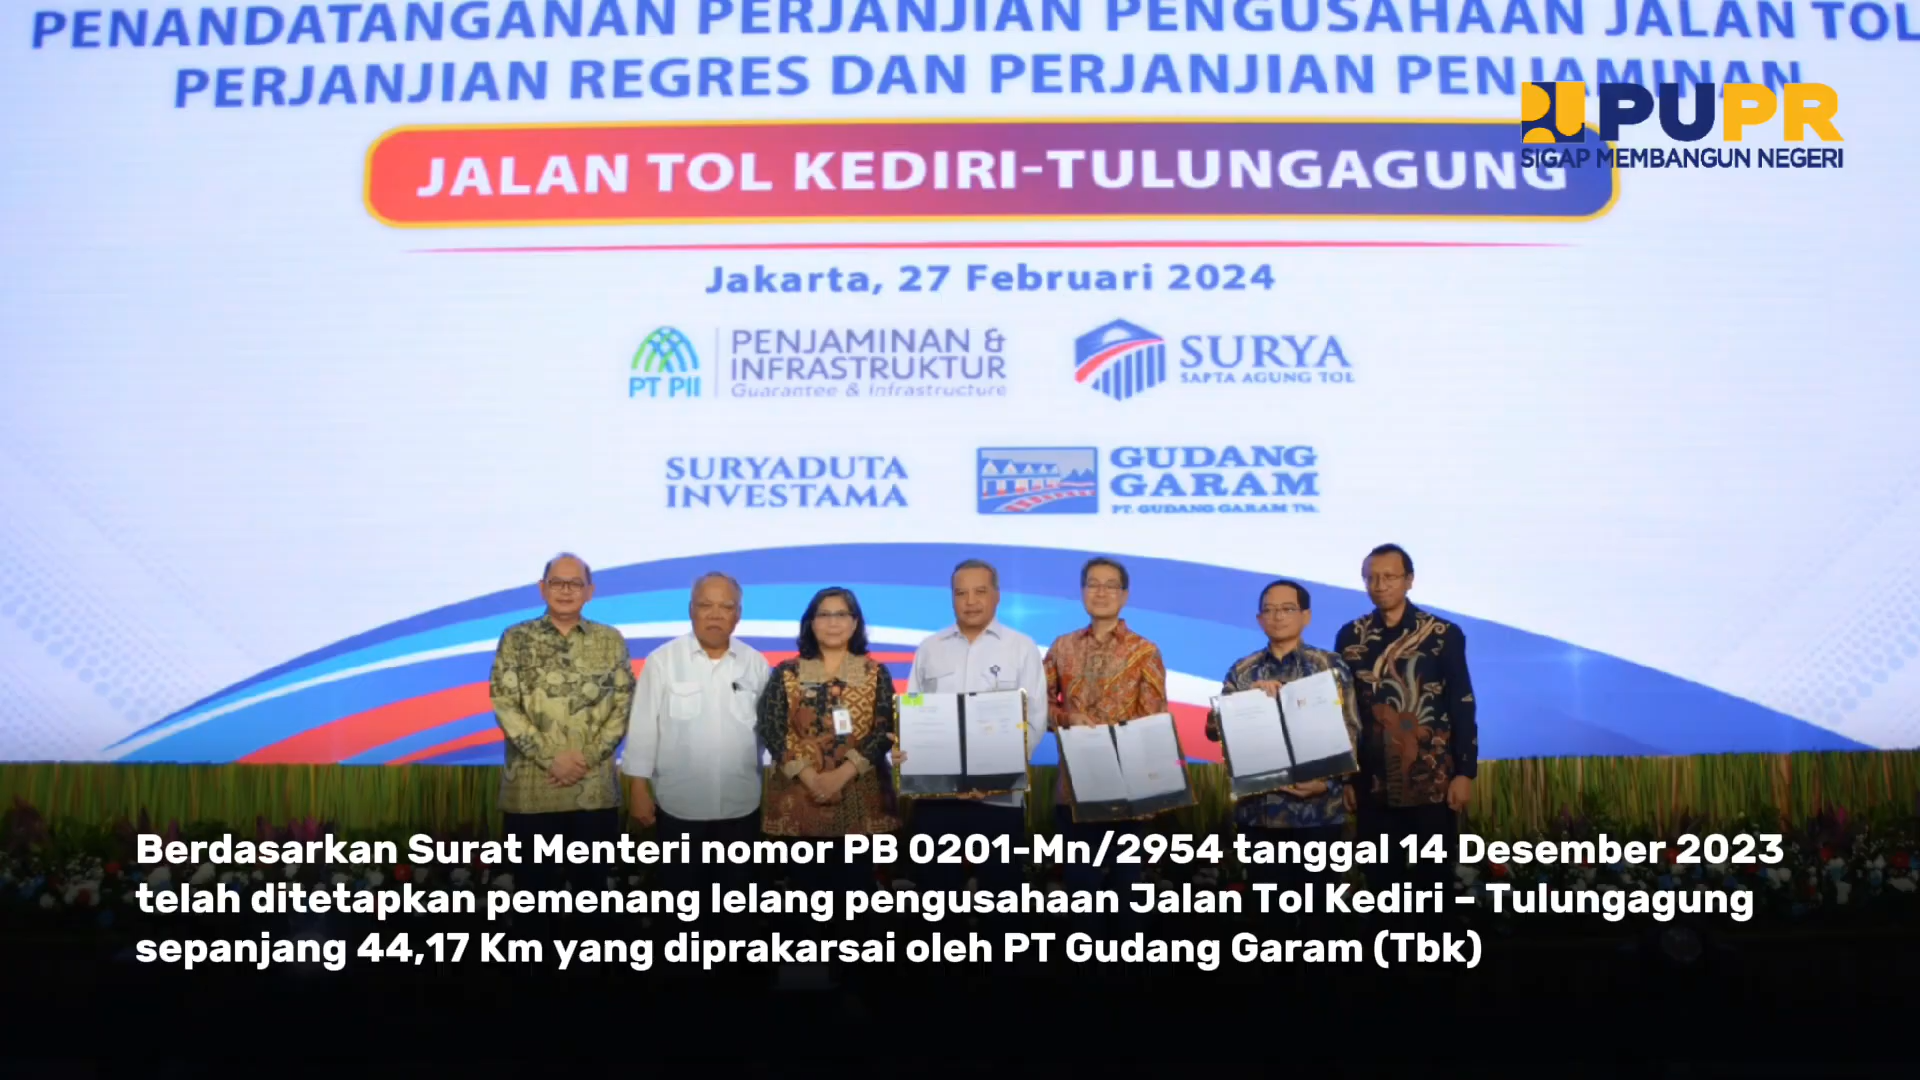 PENANDATANGANAN PERJANJIAN PENGUSAHAAN JALAN TOL
PERJANJIAN REGRES DAN PERJANJIAN PENJAMINAN
PUPR
SIGAP MEMBANGUN NEGERI
JALAN TOL KEDIRI-TULUNGAGUNG
Jakarta, 27 Februari 2024
PT PII
PENJAMINAN &
INFRASTRUKTUR
Guarantee & Infrastructure
SURYA
SAPTA AGUNG TOL
SURYADUTA
INVESTAMA
GUDANG
GARAM
PT. GUDANG GARAM Tbk.
Berdasarkan Surat Menteri nomor PB 0201-Mn/2954 tanggal 14 Desember 2023
telah ditetapkan pemenang lelang pengusahaan Jalan Tol Kediri – Tulungagung
sepanjang 44,17 Km yang diprakarsai oleh PT Gudang Garam (Tbk)